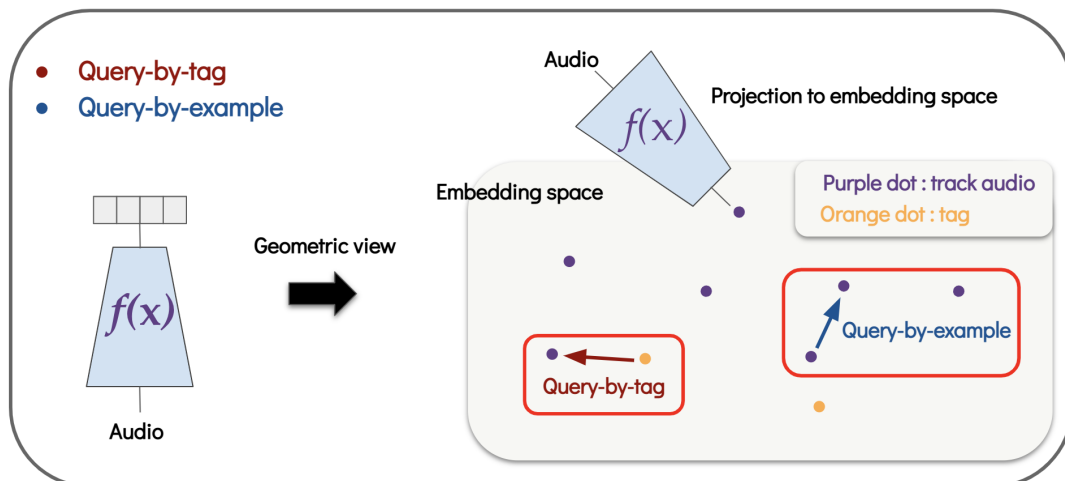 Query-by-tag
Query-by-example
f(x)
Audio
Geometric view
Audio
f(x)
Projection to embedding space
Embedding space
Purple dot : track audio
Orange dot : tag
Query-by-example
Query-by-tag